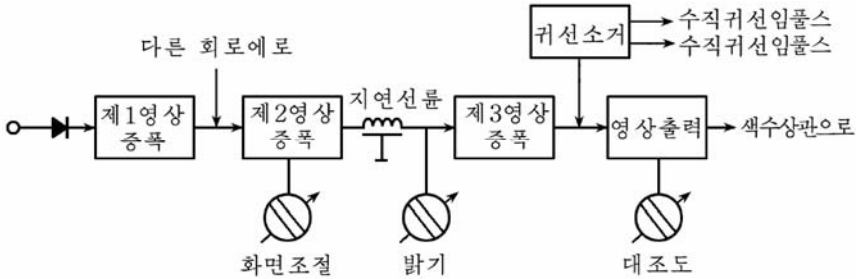 귀선소거
수직귀선임풀스
수직귀선임풀스
다른 회로에로
제1영상
증폭
제2영상
증폭
지연선륜
제3영상
증폭
영상출력
색수상관으로
화면조절
밝기
대조도